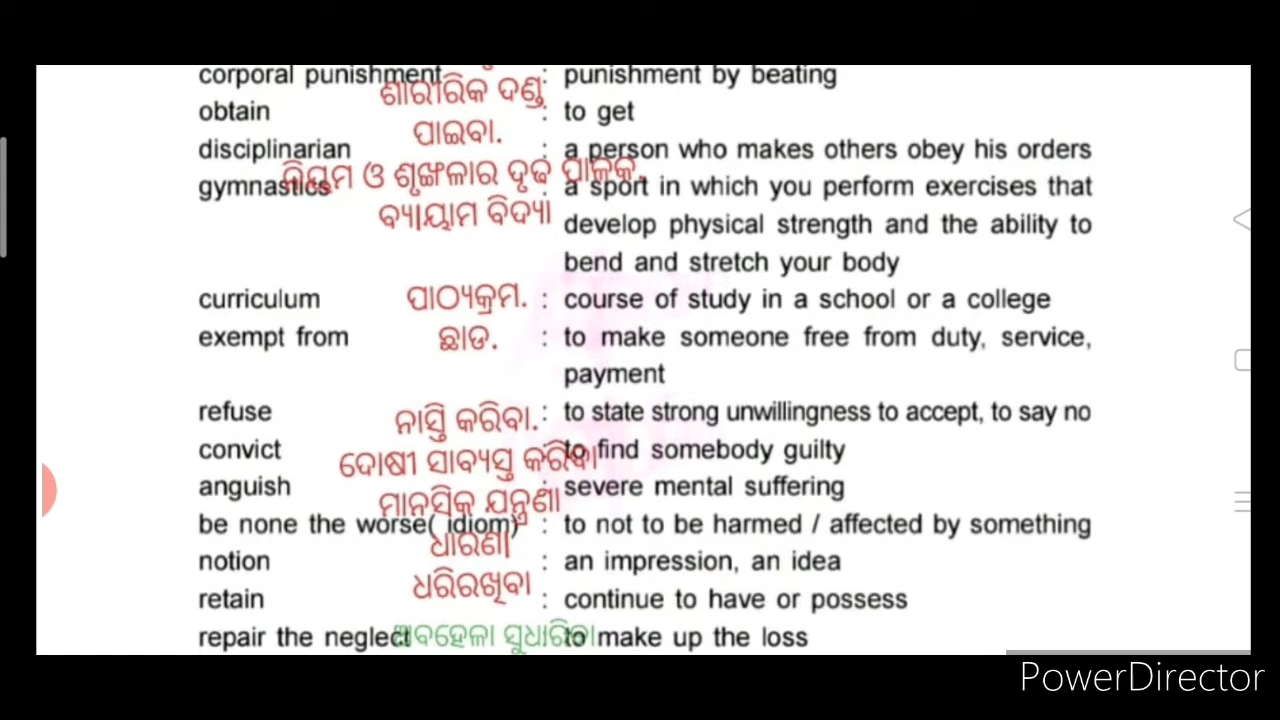 corporal punishment : punishment by beating
ଶାରୀରିକ ଦଣ୍ଡ
obtain : to get
ପାଇବା.
disciplinarian : a person who makes others obey his orders
ନିୟମ ଓ ଶୃଙ୍ଖଳାର ଦୃଢ ପାଳକ.
gymnastics : a sport in which you perform exercises that
ବ୍ୟାୟାମ ବିଦ୍ୟା
develop physical strength and the ability to
bend and stretch your body
curriculum ପାଠ୍ୟକ୍ରମ. : course of study in a school or a college
exempt from ଛାଡ. : to make someone free from duty, service,
payment
refuse ନାସ୍ତି କରିବା. : to state strong unwillingness to accept, to say no
convict : to find somebody guilty
ଦୋଷୀ ସାବ୍ୟସ୍ତ କରିବା
anguish : severe mental suffering
ମାନସିକ ଯନ୍ତ୍ରଣା
be none the worse( idiom) : to not to be harmed / affected by something
ଧାରଣା
notion : an impression, an idea
ଧରିରଖିବା
retain : continue to have or possess
repair the neglect ଅବହେଳା ସୁଧାରିବା to make up the loss
PowerDirector